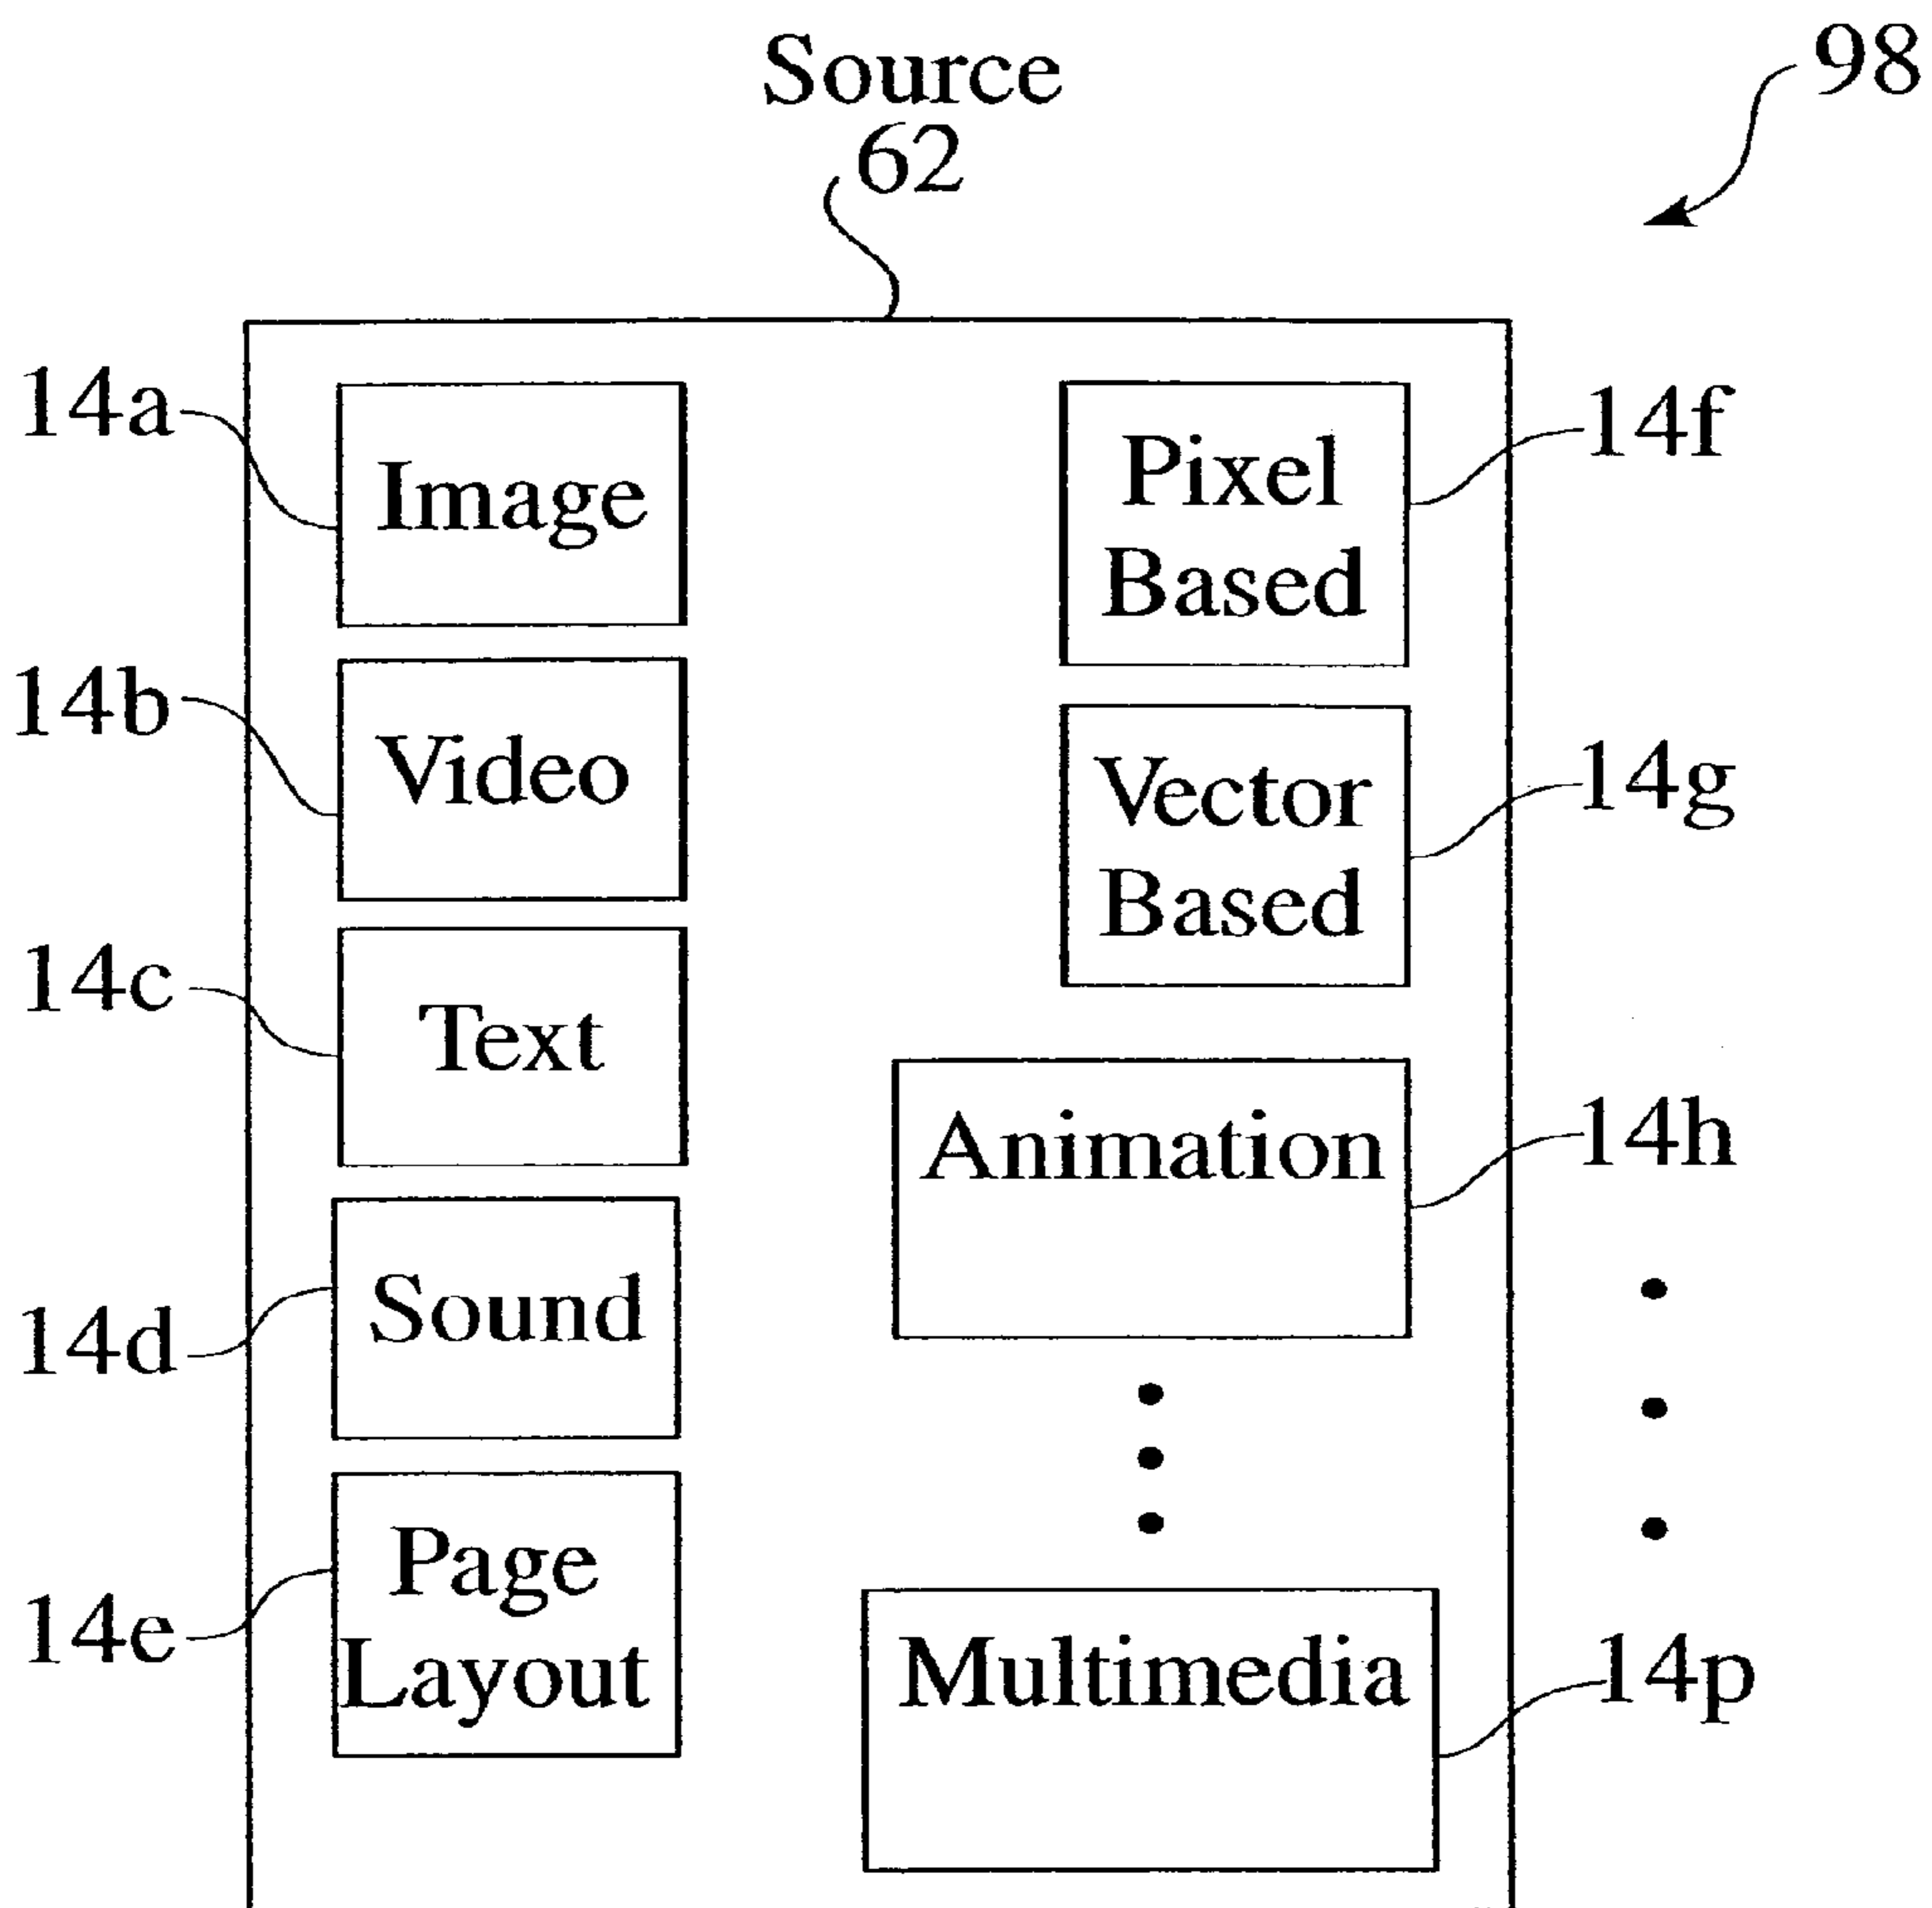 Source
62
98
14a
Image
14b
Video
14c
Text
14d
Sound
14e
Page
Layout
Pixel
Based
14f
Vector
Based
14g
Animation
14h
Multimedia
14p